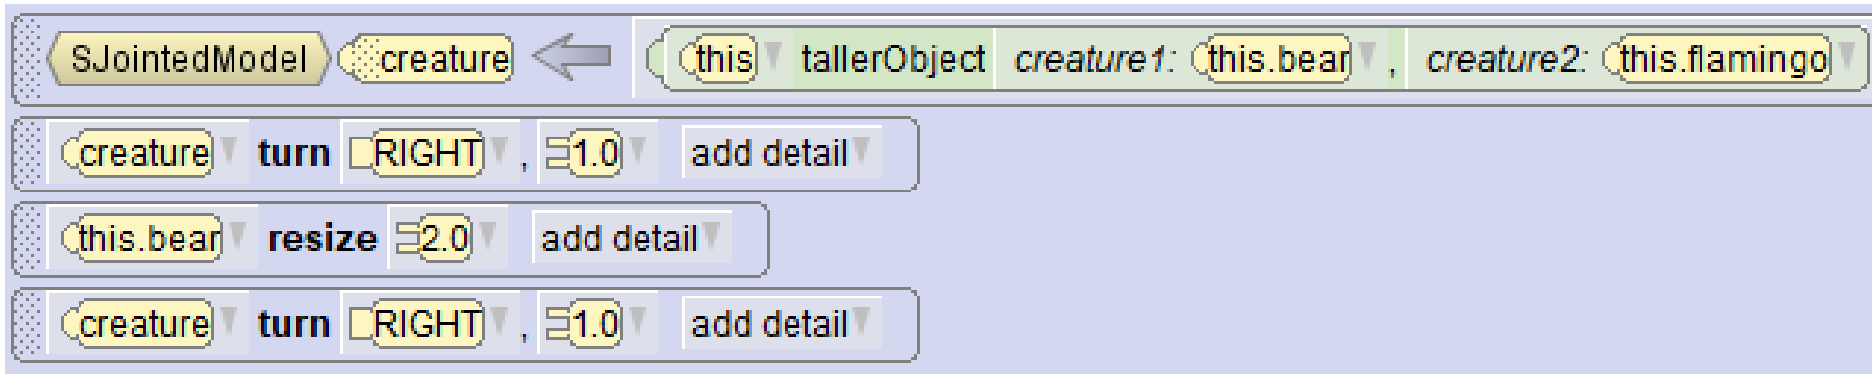 SJointedModel creature this tallerObject creature1: this.bear , creature2: this.flamingo
creature turn RIGHT , 1.0 add detail
this.bear resize 2.0 add detail
creature turn RIGHT , 1.0 add detail